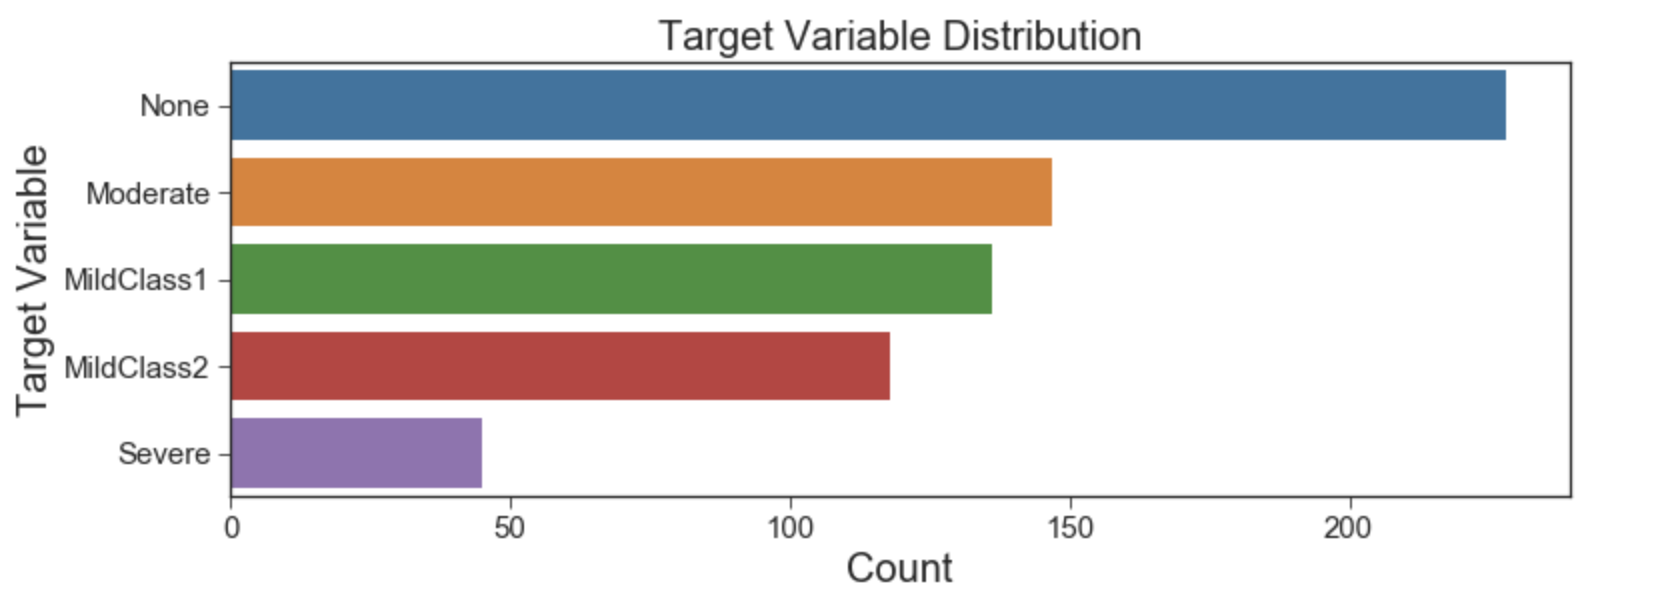 Target Variable Distribution
Target Variable
None
Moderate
MildClass1
MildClass2
Severe
0 50 100 150 200
Count